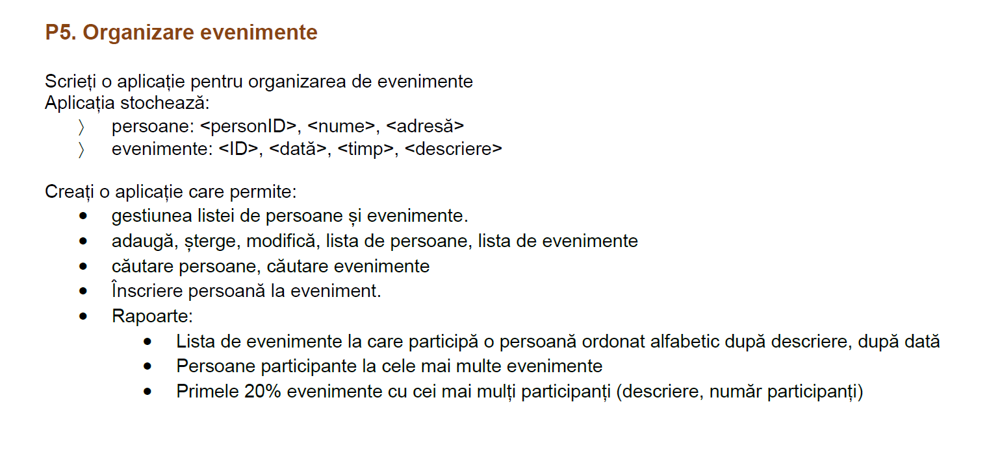 P5. Organizare evenimente
Scrieți o aplicație pentru organizarea de evenimente
Aplicația stochează:
〉 persoane: <personID>, <nume>, <adresă>
〉 evenimente: <ID>, <dată>, <timp>, <descriere>
Creați o aplicație care permite:
• gestiunea listei de persoane și evenimente.
• adaugă, șterge, modifică, lista de persoane, lista de evenimente
• căutare persoane, căutare evenimente
• Înscriere persoană la eveniment.
• Rapoarte:
• Lista de evenimente la care participă o persoană ordonat alfabetic după descriere, după dată
• Persoane participante la cele mai multe evenimente
• Primele 20% evenimente cu cei mai mulți participanți (descriere, număr participanți)